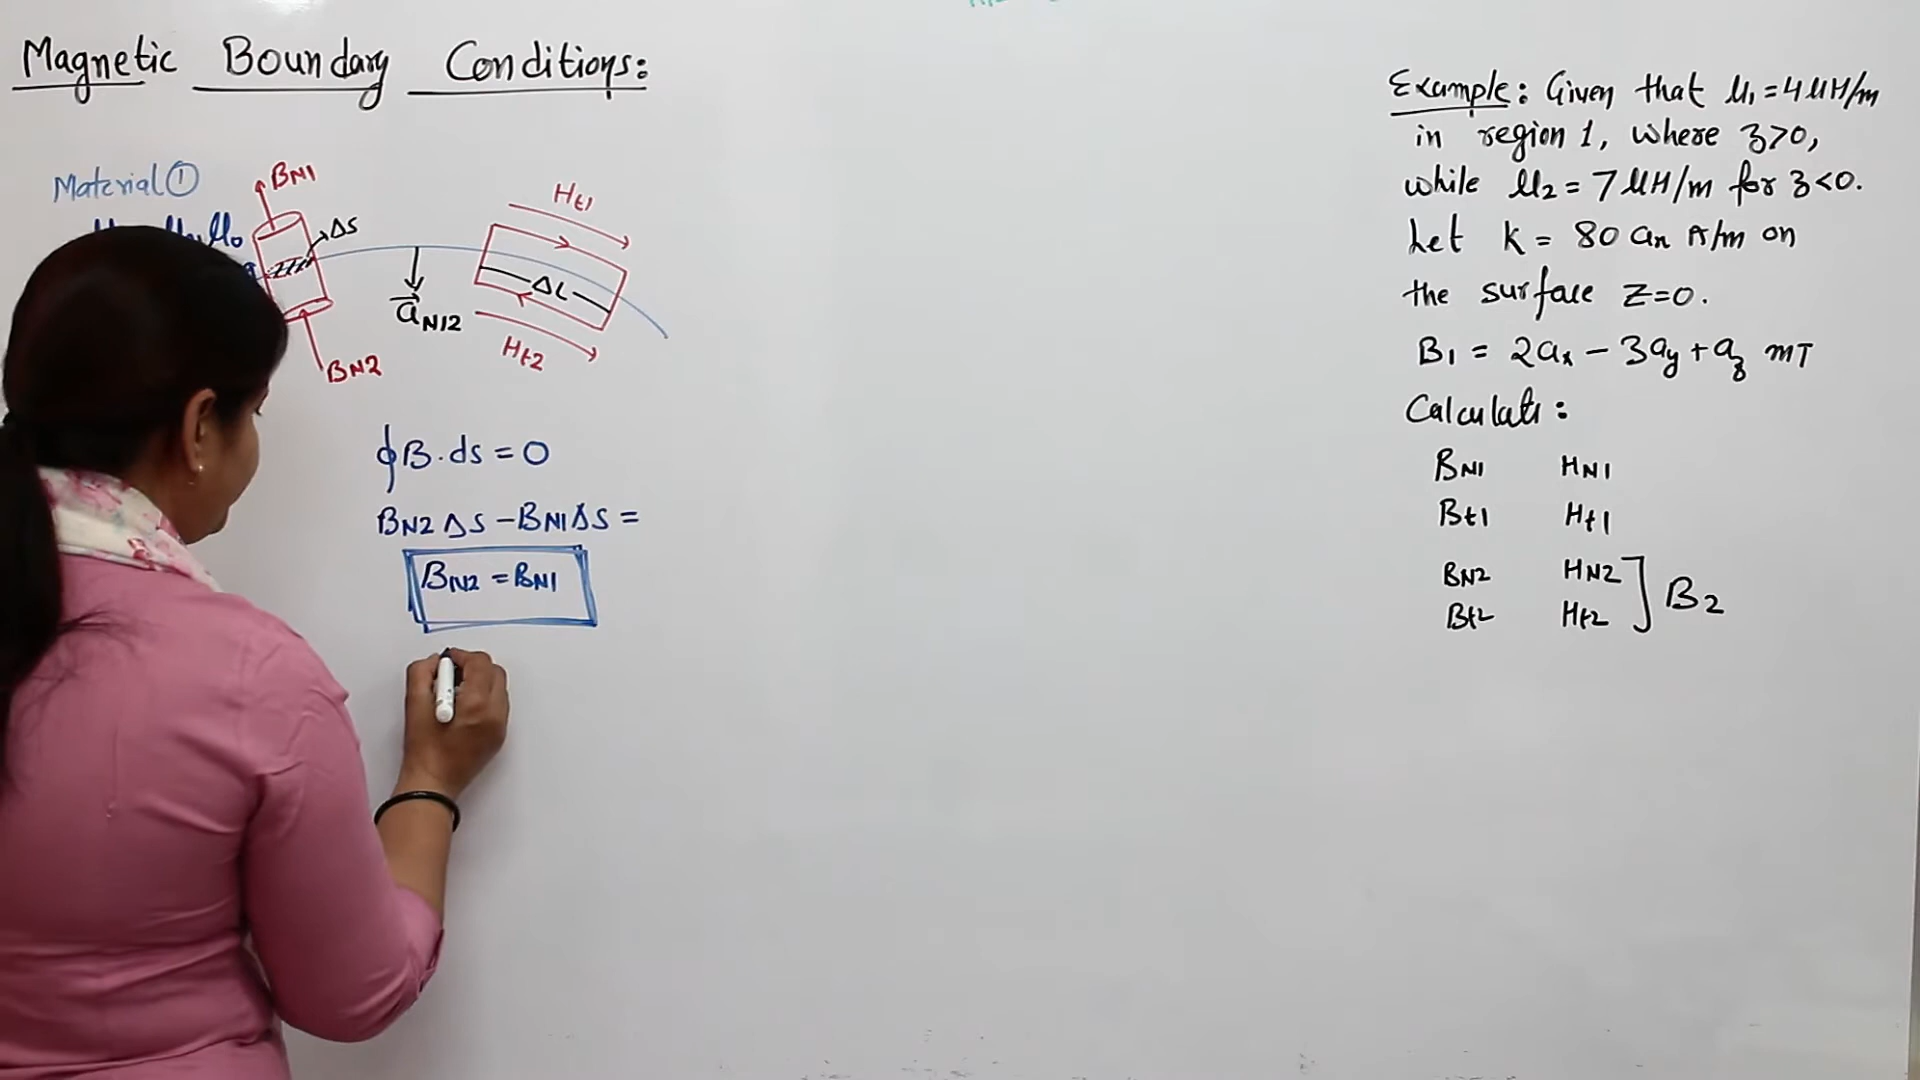 Magnetic Boundary Conditions:
Material ①
BN1
ΔS
a⃗N12
BN2
Ht1
ΔL
Ht2
∮B.ds = 0
BN2 ΔS - BN1 ΔS =
BN2 = BN1
Example: Given that μ1 = 4 μH/m
in region 1, where z>0,
while μ2 = 7 μH/m for z<0.
Let k = 80 ax A/m on
the surface z=0.
B1 = 2ax - 3ay + az mT
Calculate:
BN1 HN1
Bt1 Ht1
BN2 HN2
Bt2 Ht2 ] B2